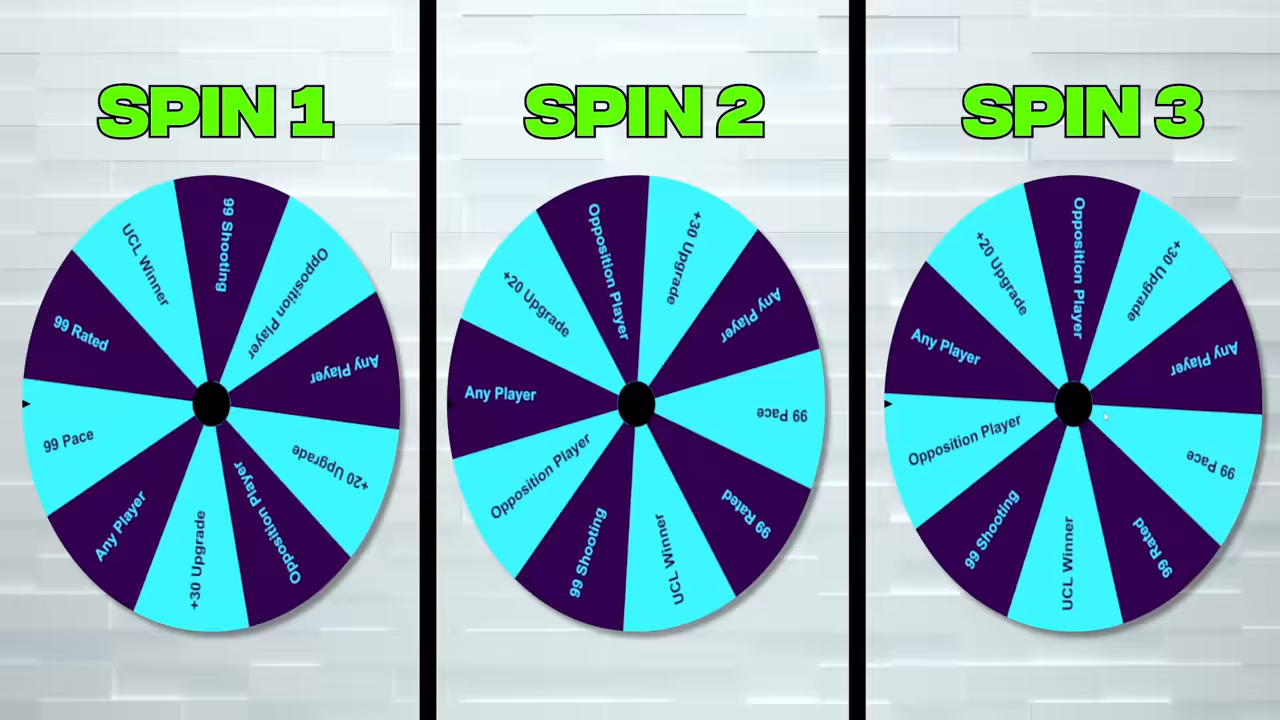 SPIN 1
99 Shooting
Opposition Player
Any Player
+20 Upgrade
Opposition Player
+30 Upgrade
Any Player
99 Pace
99 Rated
UCL Winner
SPIN 2
Opposition Player
+30 Upgrade
Any Player
99 Pace
99 Rated
UCL Winner
99 Shooting
Opposition Player
Any Player
+20 Upgrade
SPIN 3
Opposition Player
+30 Upgrade
Any Player
99 Pace
99 Rated
UCL Winner
99 Shooting
Opposition Player
Any Player
+20 Upgrade